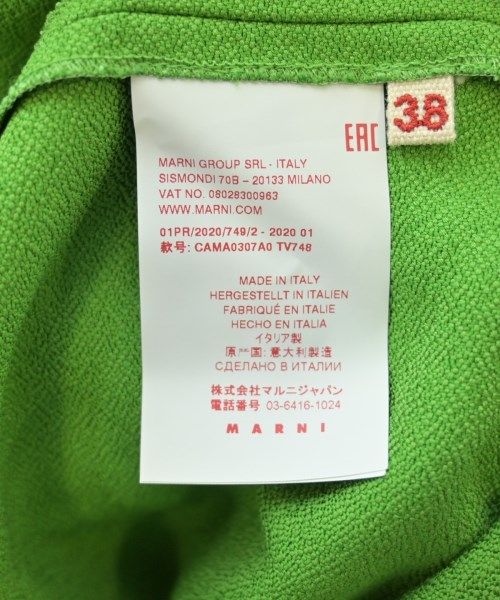 38
EAC
MARNI GROUP SRL - ITALY
SISMONDI 70B – 20133 MILANO
VAT NO. 08028300963
WWW.MARNI.COM
01PR/2020/749/2 - 2020 01
款号: CAMA0307A0 TV748
MADE IN ITALY
HERGESTELLT IN ITALIEN
FABRIQUÉ EN ITALIE
HECHO EN ITALIA
イタリア製
原产国: 意大利製造
СДЕЛАНО В ИТАЛИИ
株式会社マルニジャパン
電話番号 03-6416-1024
MARNI